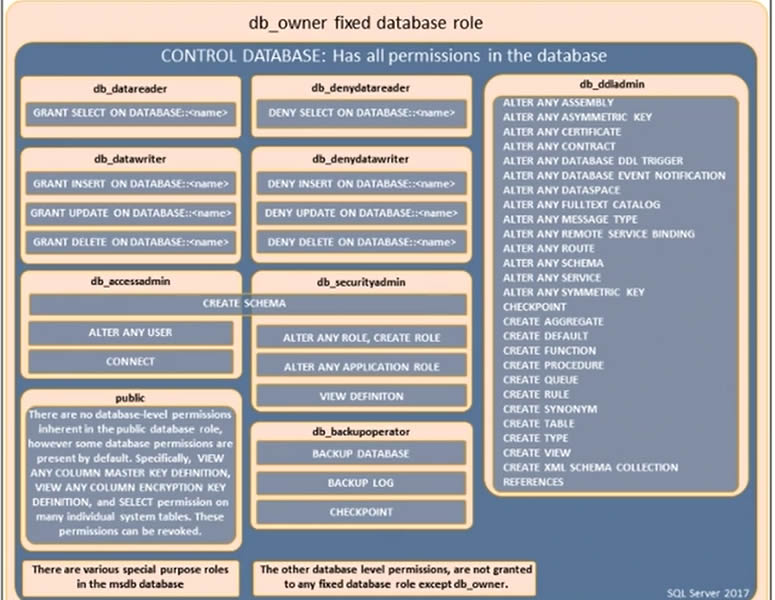 db_owner fixed database role
CONTROL DATABASE: Has all permissions in the database
db_datareader
GRANT SELECT ON DATABASE::<name>
db_denydatareader
DENY SELECT ON DATABASE::<name>
db_datawriter
GRANT INSERT ON DATABASE::<name>
GRANT UPDATE ON DATABASE::<name>
GRANT DELETE ON DATABASE::<name>
db_denydatawriter
DENY INSERT ON DATABASE::<name>
DENY UPDATE ON DATABASE::<name>
DENY DELETE ON DATABASE::<name>
db_accessadmin
db_securityadmin
CREATE SCHEMA
ALTER ANY USER
CONNECT
ALTER ANY ROLE, CREATE ROLE
ALTER ANY APPLICATION ROLE
VIEW DEFINITON
public
There are no database-level permissions
inherent in the public database role,
however some database permissions are
present by default. Specifically, VIEW
ANY COLUMN MASTER KEY DEFINITION,
VIEW ANY COLUMN ENCRYPTION KEY
DEFINITION, and SELECT permission on
many individual system tables. These
permissions can be revoked.
db_backupoperator
BACKUP DATABASE
BACKUP LOG
CHECKPOINT
db_ddladmin
ALTER ANY ASSEMBLY
ALTER ANY ASYMMETRIC KEY
ALTER ANY CERTIFICATE
ALTER ANY CONTRACT
ALTER ANY DATABASE DDL TRIGGER
ALTER ANY DATABASE EVENT NOTIFICATION
ALTER ANY DATASPACE
ALTER ANY FULLTEXT CATALOG
ALTER ANY MESSAGE TYPE
ALTER ANY REMOTE SERVICE BINDING
ALTER ANY ROUTE
ALTER ANY SCHEMA
ALTER ANY SERVICE
ALTER ANY SYMMETRIC KEY
CHECKPOINT
CREATE AGGREGATE
CREATE DEFAULT
CREATE FUNCTION
CREATE PROCEDURE
CREATE QUEUE
CREATE RULE
CREATE SYNONYM
CREATE TABLE
CREATE TYPE
CREATE VIEW
CREATE XML SCHEMA COLLECTION
REFERENCES
There are various special purpose roles
in the msdb database
The other database level permissions, are not granted
to any fixed database role except db_owner.
SQL Server 2017